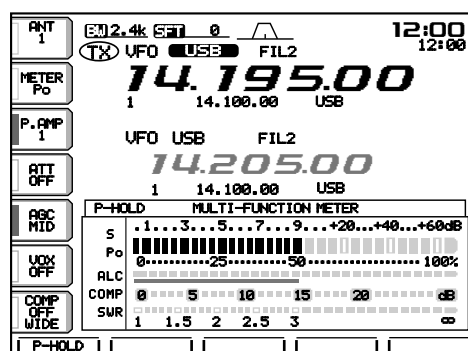 ANT
1
BW 2.4k SFT 0
12:00
12:00
TX VFO USB FIL2
METER
Po
14.195.00
1 14.100.00 USB
P.AMP
1
VFO USB FIL2
14.205.00
ATT
OFF
1 14.100.00 USB
P-HOLD MULTI-FUNCTION METER
AGC
MID
S .1...3...5...7...9...+20...+40...+60dB
Po
0 25 50 100%
VOX
OFF
ALC
COMP 0 5 10 15 20 dB
COMP
OFF
WIDE
SWR
1 1.5 2 2.5 3 ∞
P-HOLD